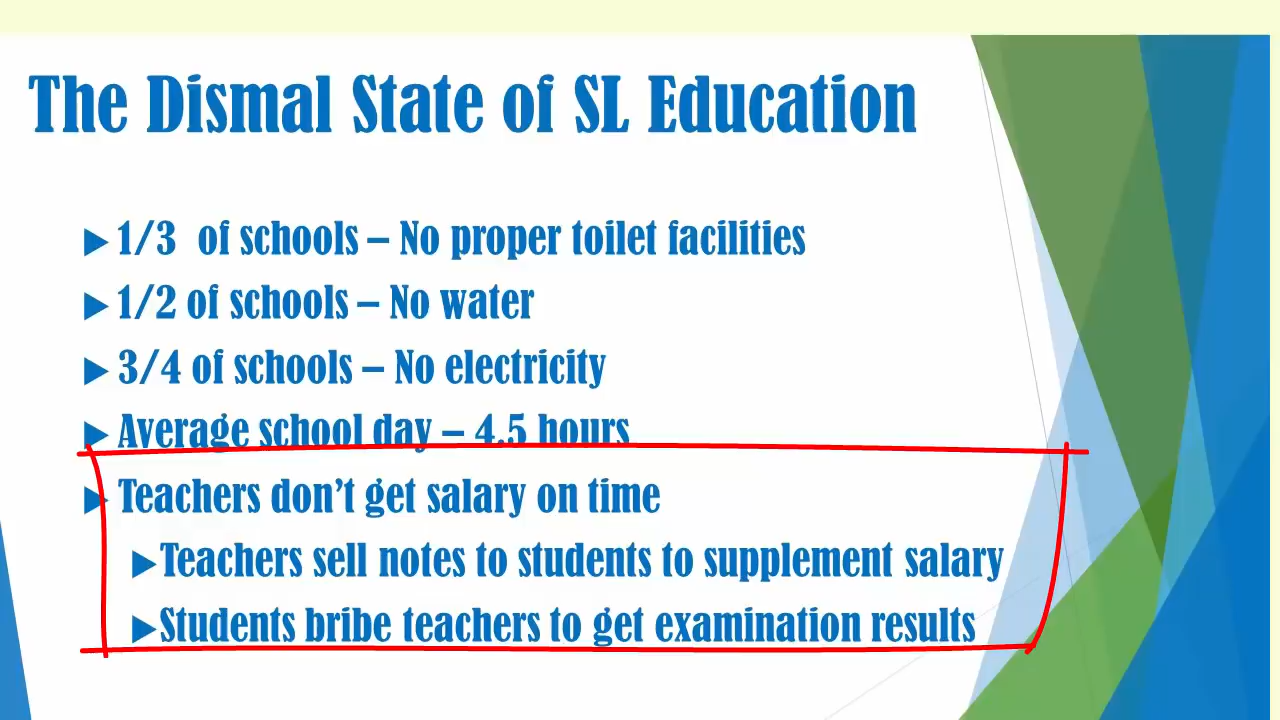 The Dismal State of SL Education
1/3 of schools – No proper toilet facilities
1/2 of schools – No water
3/4 of schools – No electricity
Average school day – 4.5 hours
Teachers don't get salary on time
Teachers sell notes to students to supplement salary
Students bribe teachers to get examination results